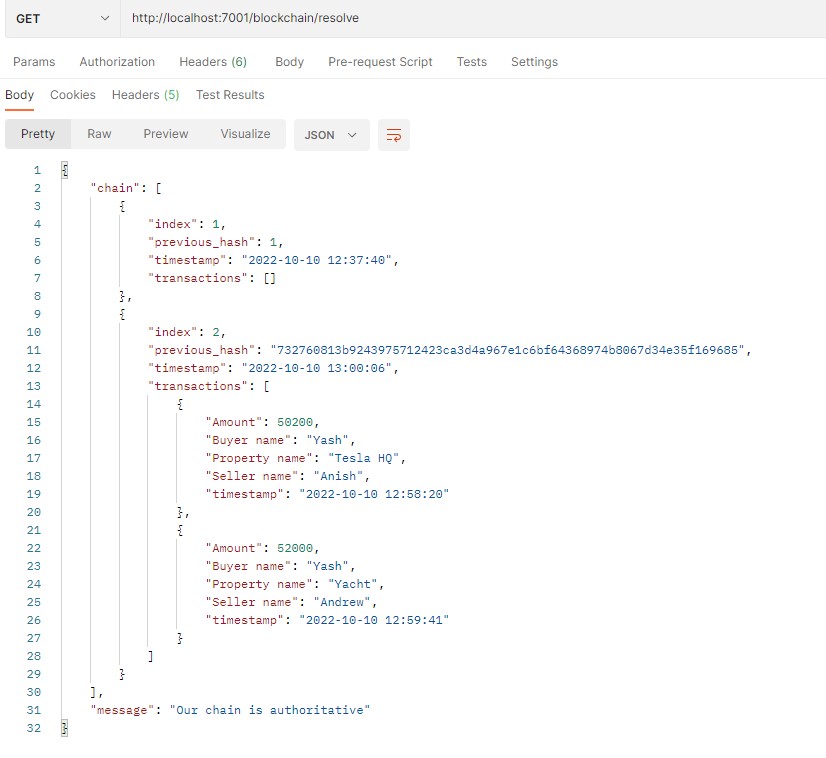 GET http://localhost:7001/blockchain/resolve
Params Authorization Headers (6) Body Pre-request Script Tests Settings
Body Cookies Headers (5) Test Results
Pretty Raw Preview Visualize JSON
1 {
2 "chain": [
3 {
4 "index": 1,
5 "previous_hash": 1,
6 "timestamp": "2022-10-10 12:37:40",
7 "transactions": []
8 },
9 {
10 "index": 2,
11 "previous_hash": "732760813b9243975712423ca3d4a967e1c6bf64368974b8067d34e35f169685",
12 "timestamp": "2022-10-10 13:00:06",
13 "transactions": [
14 {
15 "Amount": 50200,
16 "Buyer name": "Yash",
17 "Property name": "Tesla HQ",
18 "Seller name": "Anish",
19 "timestamp": "2022-10-10 12:58:20"
20 },
21 {
22 "Amount": 52000,
23 "Buyer name": "Yash",
24 "Property name": "Yacht",
25 "Seller name": "Andrew",
26 "timestamp": "2022-10-10 12:59:41"
27 }
28 ]
29 }
30 ],
31 "message": "Our chain is authoritative"
32 }